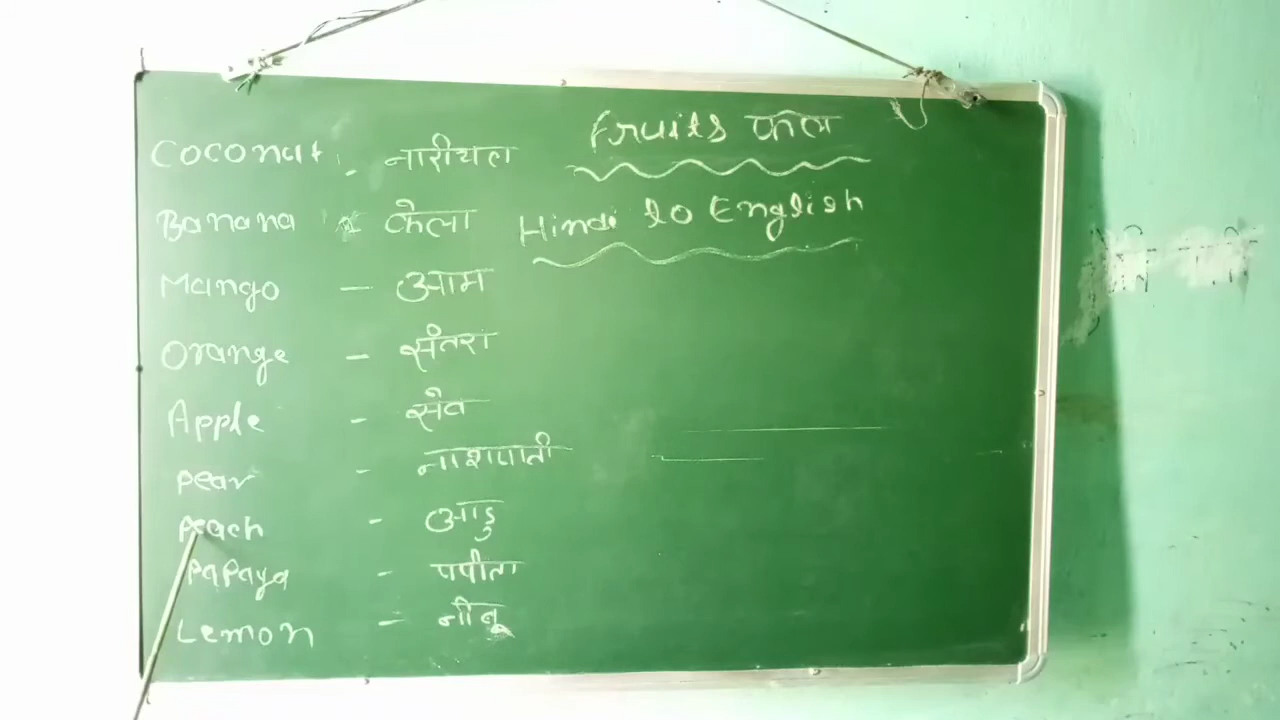 Fruits फल
Hindi to English
Coconut - नारीयल
Banana - केला
Mango - आम
Orange - संतरा
Apple - सेव
pear - नाशपाती
peach - आडु
Papaya - पपीता
Lemon - नीबू